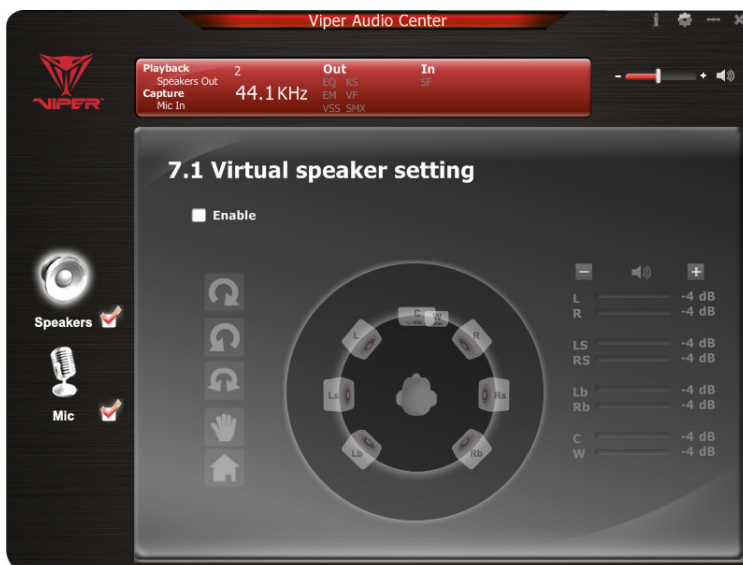 Viper Audio Center
VIPER
Playback 2 Out In
Speakers Out EQ KS SF
Capture 44.1 KHz EM VF
Mic In VSS SMX
- +
7.1 Virtual speaker setting
Enable
C W
L R
Ls Rs
Lb Rb
- +
L -4 dB
R -4 dB
LS -4 dB
RS -4 dB
Lb -4 dB
Rb -4 dB
C -4 dB
W -4 dB
Speakers
Mic